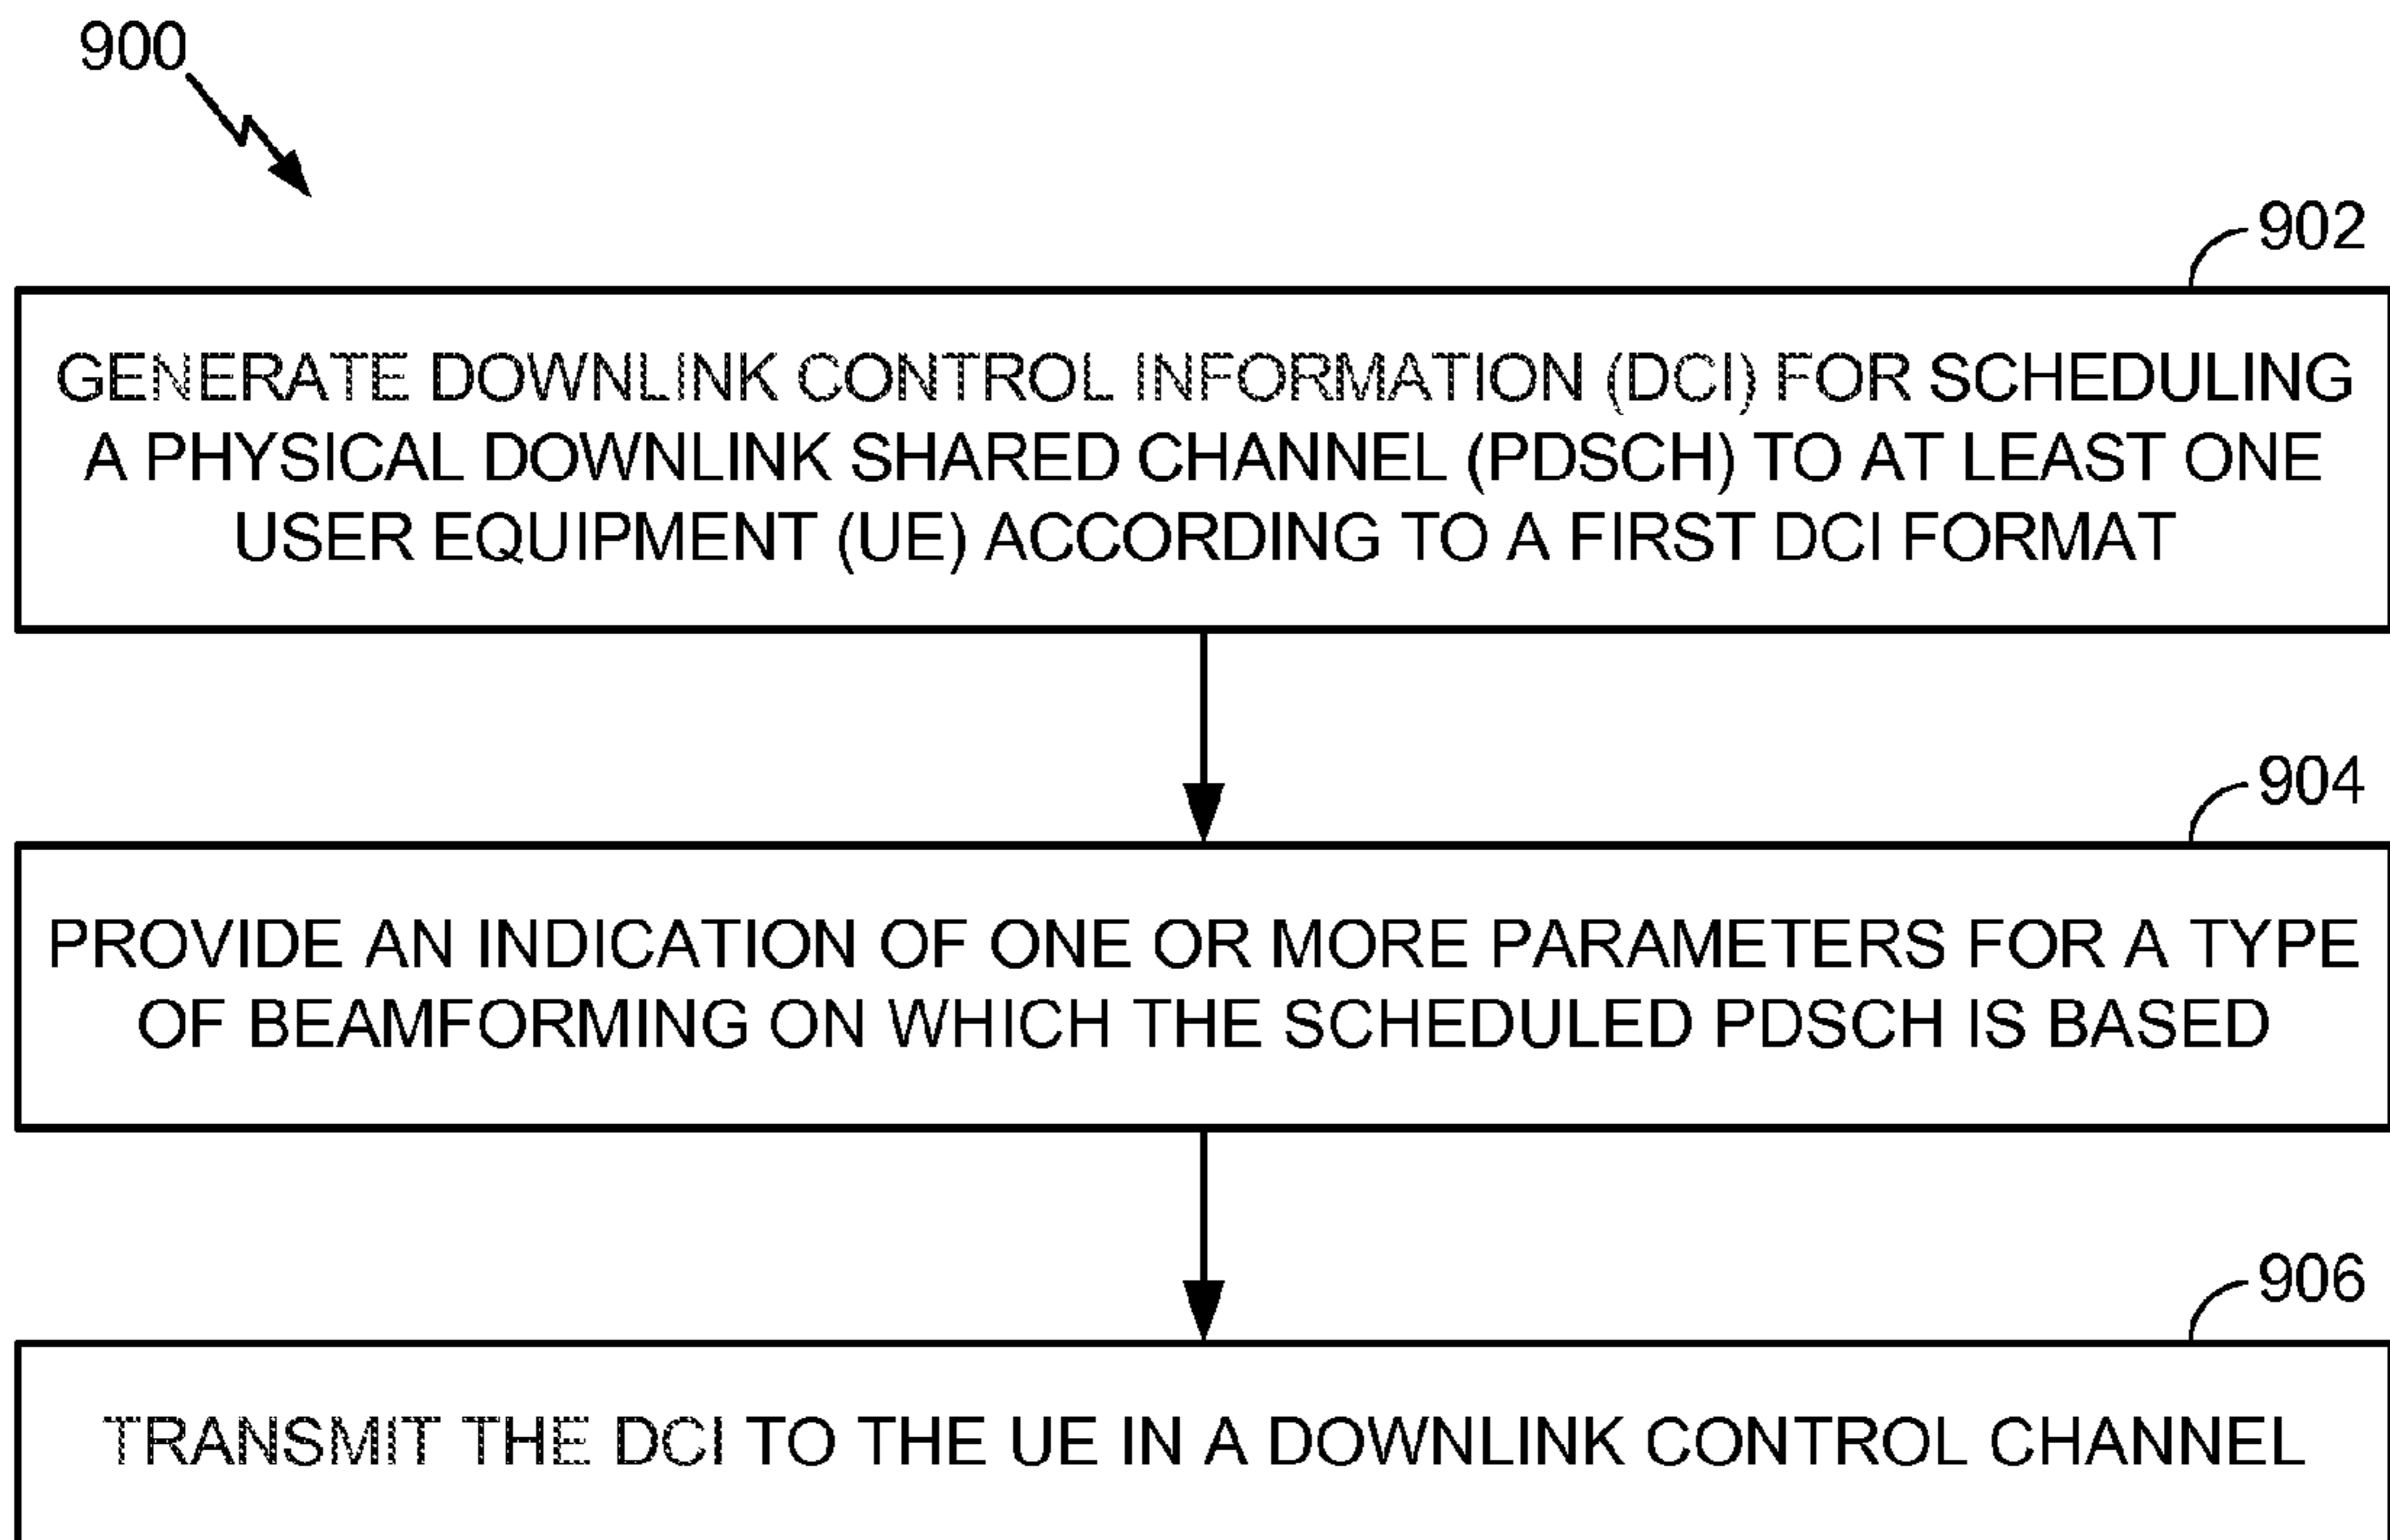 900
902
GENERATE DOWNLINK CONTROL INFORMATION (DCI) FOR SCHEDULING
A PHYSICAL DOWNLINK SHARED CHANNEL (PDSCH) TO AT LEAST ONE
USER EQUIPMENT (UE) ACCORDING TO A FIRST DCI FORMAT
904
PROVIDE AN INDICATION OF ONE OR MORE PARAMETERS FOR A TYPE
OF BEAMFORMING ON WHICH THE SCHEDULED PDSCH IS BASED
906
TRANSMIT THE DCI TO THE UE IN A DOWNLINK CONTROL CHANNEL